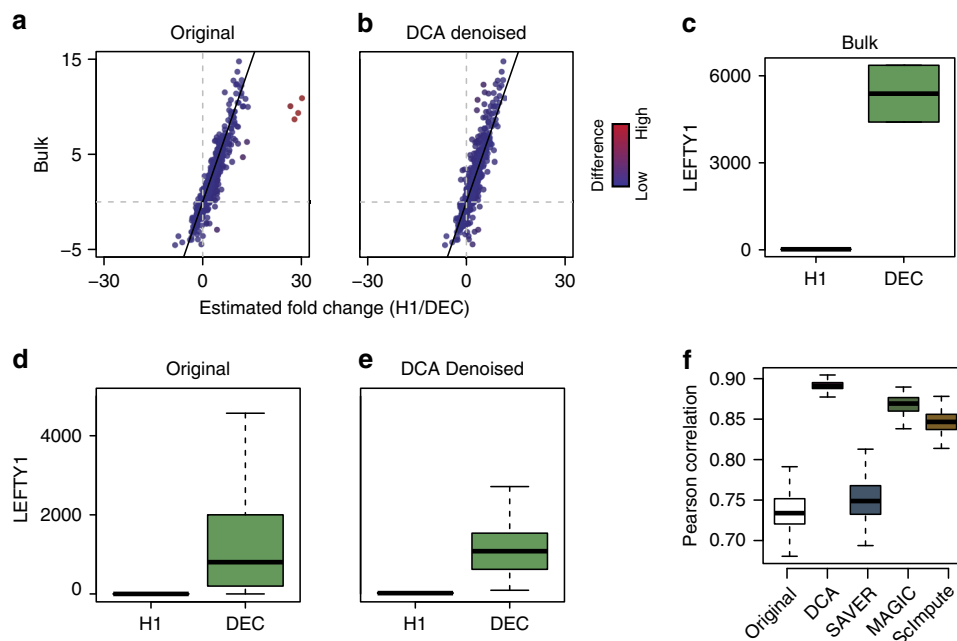 a
Original
15
5
−5
Bulk
−30
0
30
b
DCA denoised
−30
0
30
Estimated fold change (H1/DEC)
Difference
Low
High
c
Bulk
6000
3000
0
LEFTY1
H1
DEC
d
Original
4000
2000
0
LEFTY1
H1
DEC
e
DCA Denoised
H1
DEC
f
0.90
0.85
0.75
0.70
Pearson correlation
Original
DCA
SAVER
MAGIC
ScImpute